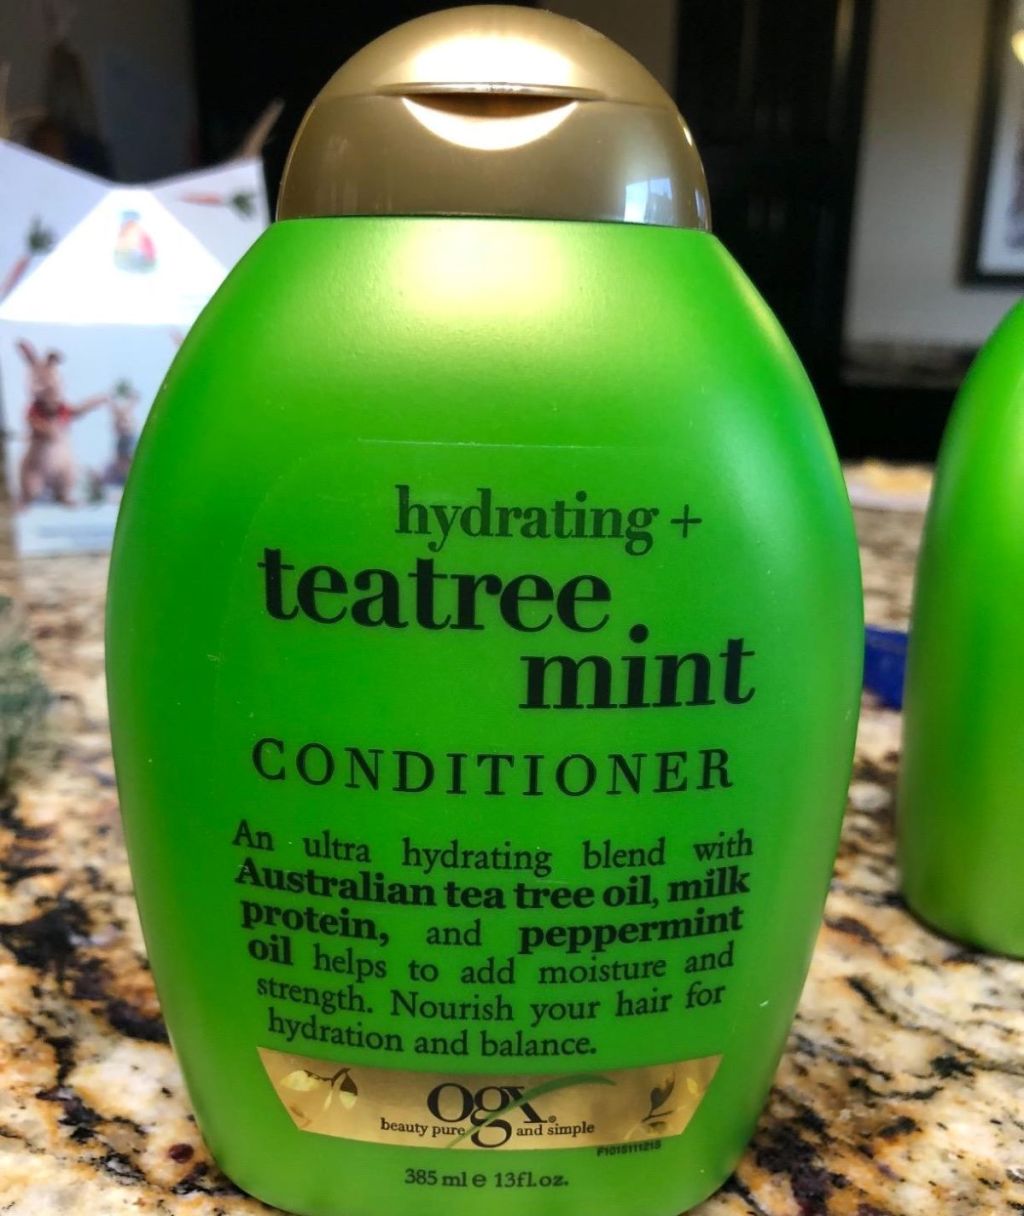 hydrating +
teatree
mint
CONDITIONER
An ultra hydrating blend with
Australian tea tree oil, milk
protein, and peppermint
oil helps to add moisture and
strength. Nourish your hair for
hydration and balance.
Ogx®
beauty pure and simple
F1015111215
385 ml e 13fl.oz.